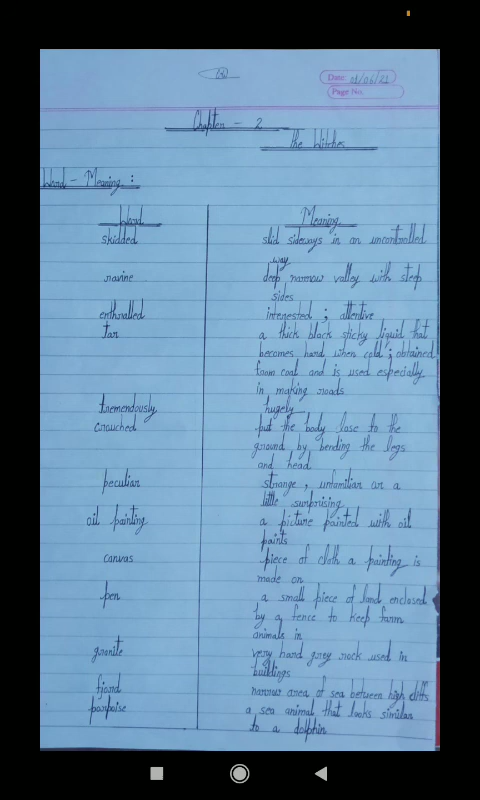 Date: 01/06/21
Page No.
Chapter - 2
the Witches
Word - Meaning :
Word Meaning
skidded slid sideways in an uncontrolled
way
ravine deep narrow valley with steep
sides
enthralled interested ; attentive
tar a thick black sticky liquid that
becomes hard when cold ; obtained
from coal and is used especially
in making roads
tremendously hugely
crouched put the body lose to the
ground by bending the legs
and head
peculiar strange , unfamiliar or a
little surprising
oil painting a picture painted with oil
paints
canvas piece of cloth a painting is
made on
pen a small piece of land enclosed
by a fence to keep farm
animals in
granite very hard grey rock used in
buildings
fjord narrow area of sea between high cliffs
porpoise a sea animal that looks similar
to a dolphin